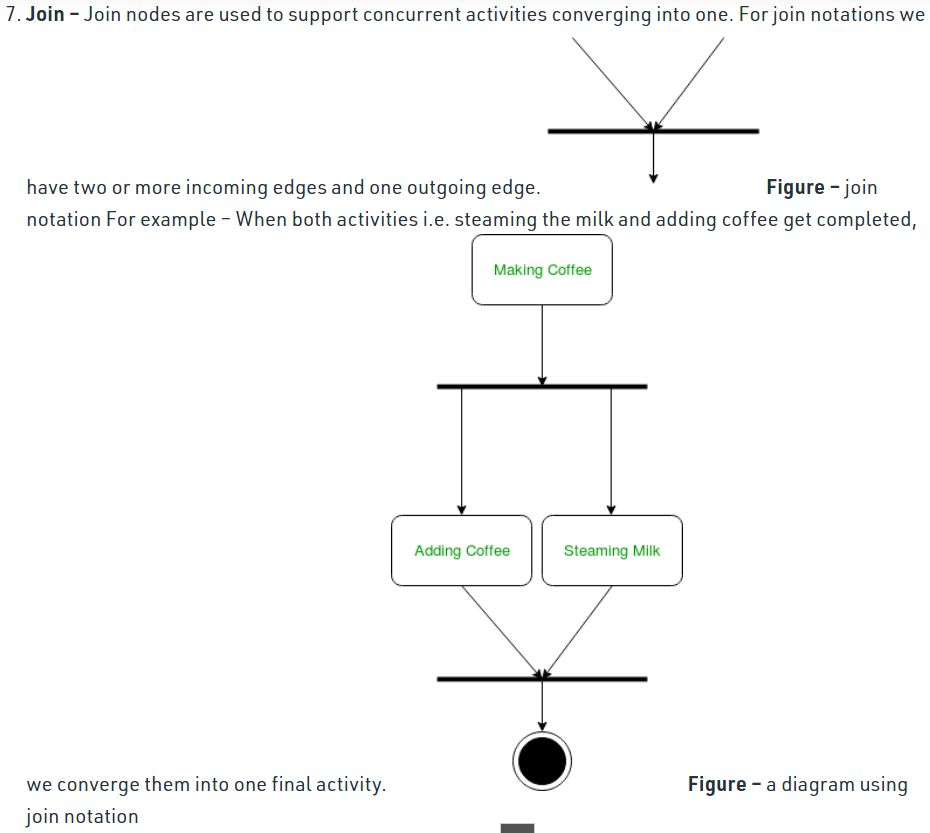 7. Join – Join nodes are used to support concurrent activities converging into one. For join notations we
have two or more incoming edges and one outgoing edge.
Figure – join
notation For example – When both activities i.e. steaming the milk and adding coffee get completed,
Making Coffee
Adding Coffee
Steaming Milk
we converge them into one final activity.
Figure – a diagram using
join notation